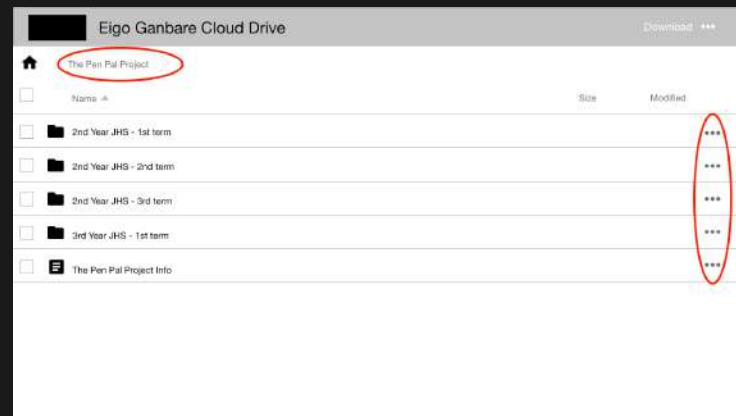 Eigo Ganbare Cloud Drive
Download •••
The Pen Pal Project
Name Size Modified
2nd Year JHS - 1st term •••
2nd Year JHS - 2nd term •••
2nd Year JHS - 3rd term •••
3rd Year JHS - 1st term •••
The Pen Pal Project Info •••